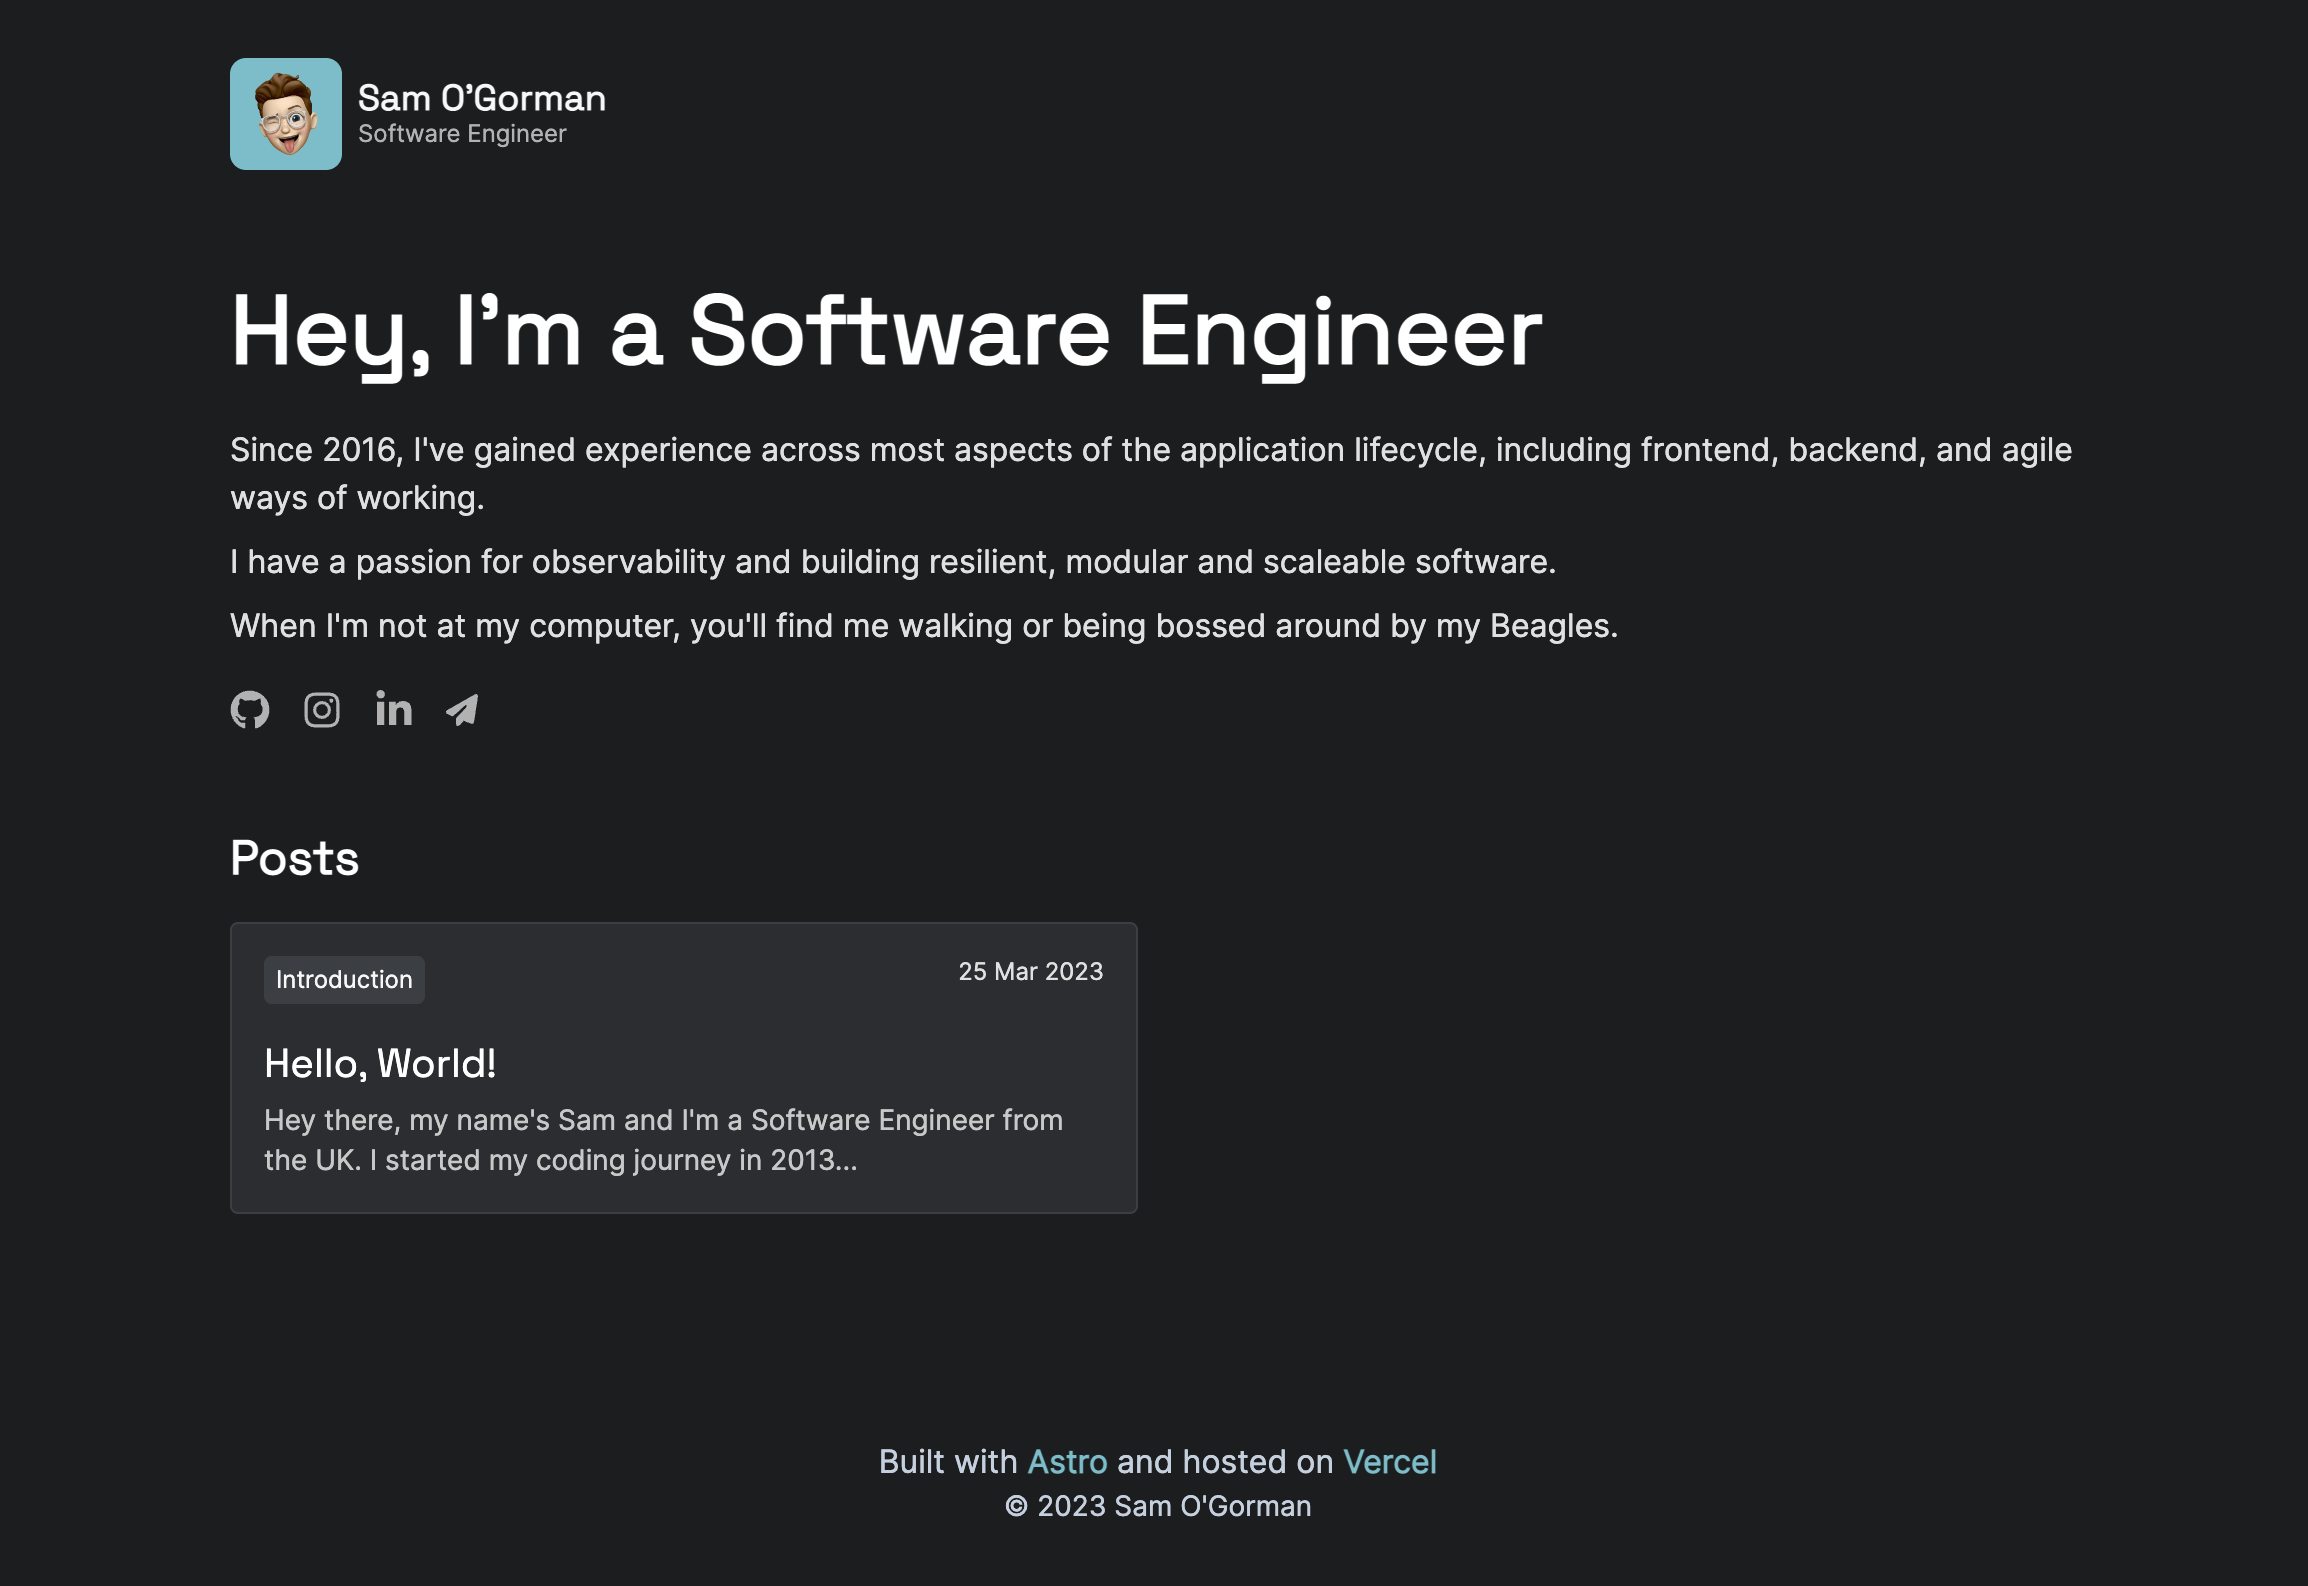 Sam O’Gorman
Software Engineer
Hey, I’m a Software Engineer
Since 2016, I've gained experience across most aspects of the application lifecycle, including frontend, backend, and agile
ways of working.
I have a passion for observability and building resilient, modular and scaleable software.
When I'm not at my computer, you'll find me walking or being bossed around by my Beagles.
in
Posts
Introduction
25 Mar 2023
Hello, World!
Hey there, my name's Sam and I'm a Software Engineer from
the UK. I started my coding journey in 2013...
Built with Astro and hosted on Vercel
© 2023 Sam O'Gorman